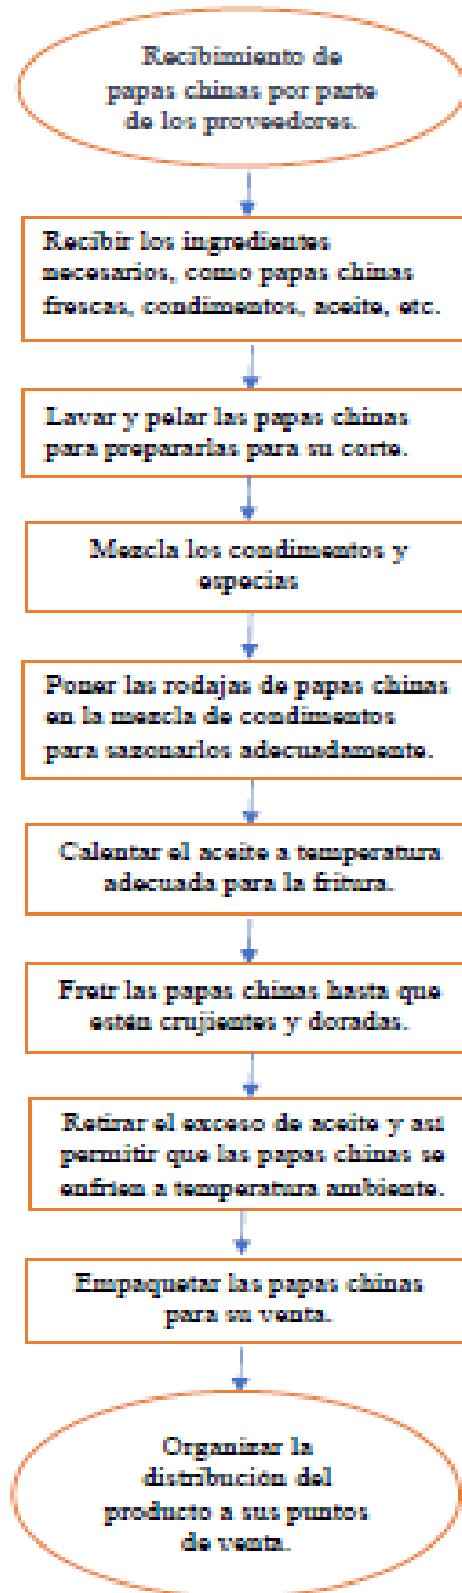 Recibimiento de
papas chinas por parte
de los proveedores.
Recibir los ingredientes
necesarios, como papas chinas
frescas, condimentos, aceite, etc.
Lavar y pelar las papas chinas
para prepararlas para su corte.
Mezcla los condimentos y
especias
Poner las rodajas de papas chinas
en la mezcla de condimentos
para sazonarlos adecuadamente.
Calentar el aceite a temperatura
adecuada para la fritura.
Freír las papas chinas hasta que
estén crujientes y doradas.
Retirar el exceso de aceite y así
permitir que las papas chinas se
enfríen a temperatura ambiente.
Empaquetar las papas chinas
para su venta.
Organizar la
distribución del
producto a sus puntos
de venta.